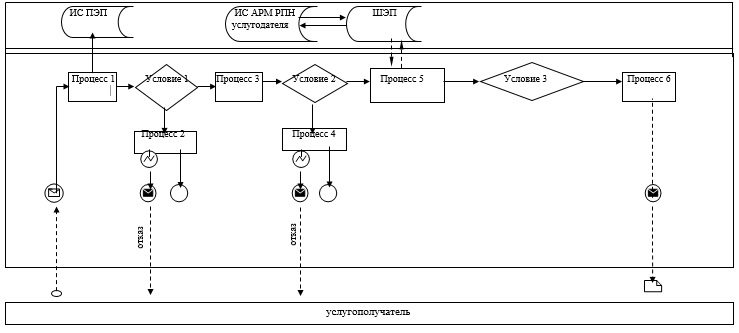 ИС ПЭП
ИС АРМ РПН
услугодателя
ШЭП
Процесс 1
Условие 1
Процесс 3
Условие 2
Процесс 5
Условие 3
Процесс 6
Процесс 2
Процесс 4
отказ
отказ
услугополучатель